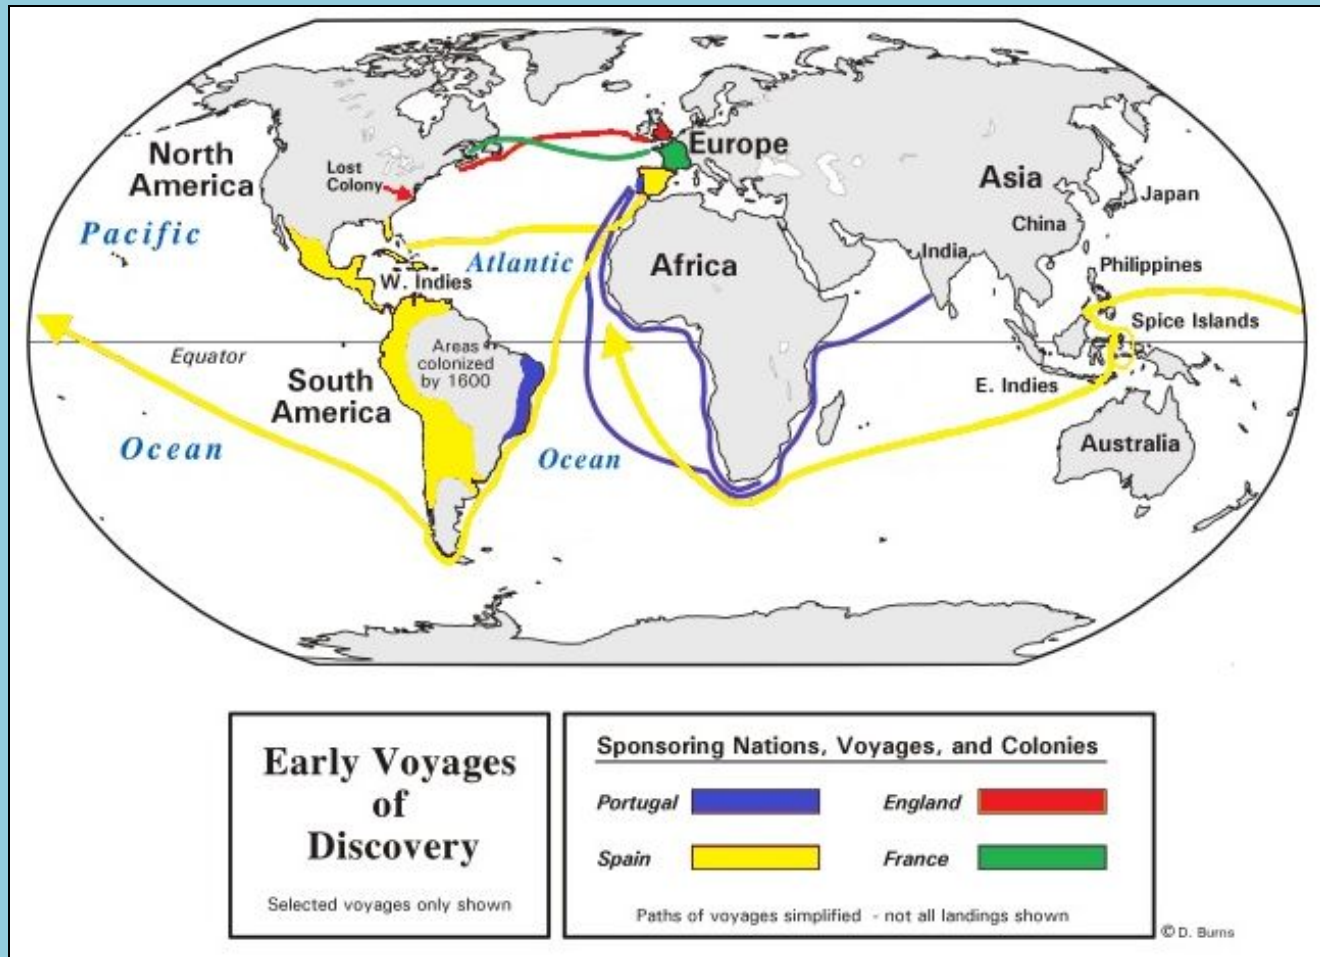 North
America
Lost
Colony
Europe
Asia
Japan
China
Pacific
Atlantic
W. Indies
Africa
India
Philippines
Spice Islands
Equator
Areas
colonized
by 1600
South
America
E. Indies
Ocean
Ocean
Australia
Early Voyages
of
Discovery
Selected voyages only shown
Sponsoring Nations, Voyages, and Colonies
Portugal
England
Spain
France
Paths of voyages simplified - not all landings shown
© D. Burns